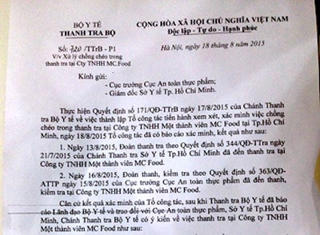 BỘ Y TẾ
THANH TRA BỘ
CỘNG HÒA XÃ HỘI CHỦ NGHĨA VIỆT NAM
Độc lập - Tự do - Hạnh phúc
Số: 720 /TTrB - P1
V/v Xử lý chồng chéo trong
thanh tra tại Cty TNHH MC Food
Hà Nội, ngày 18 tháng 8 năm 2015
Kính gửi:
- Cục trưởng Cục An toàn thực phẩm;
- Giám đốc Sở Y tế Tp. Hồ Chí Minh.
Thực hiện Quyết định số 171/QĐ-TTrB ngày 17/8/2015 của Chánh Thanh
tra Bộ Y tế về việc thành lập Tổ công tác tiến hành xem xét, xác minh việc chồng
chéo trong thanh tra tại Công ty TNHH Một thành viên MC Food tại Tp.Hồ Chí
Minh, ngày 18/8/2015 Tổ công tác đã có báo cáo xác minh, kết quả như sau:
1. Ngày 13/8/2015, Đoàn thanh tra theo Quyết định số 344/QĐ-TTra ngày
21/7/2015 của Chánh Thanh tra Sở Y tế Hồ Chí Minh đã đến thanh tra tại
Công ty TNHH Một thành viên MC Food.
2. Ngày 16/8/2015, Đoàn thanh, kiểm tra theo Quyết định số 363/QĐ-
ATTP ngày 15/8/2015 của Cục trưởng Cục An toàn thực phẩm đã đến thanh,
kiểm tra tại Công ty TNHH Một thành viên MC Food.
Căn cứ kết quả xác minh của Tổ công tác, sau khi Thanh tra Bộ Y tế đã báo
cáo Lãnh đạo Bộ Y tế và trao đổi với Cục An toàn thực phẩm, Sở Y tế Tp.Hồ Chí
Minh, Chánh Thanh tra Bộ Y tế có ý kiến về việc thanh tra tại Công ty TNHH
Một thành viên MC Food như sau: